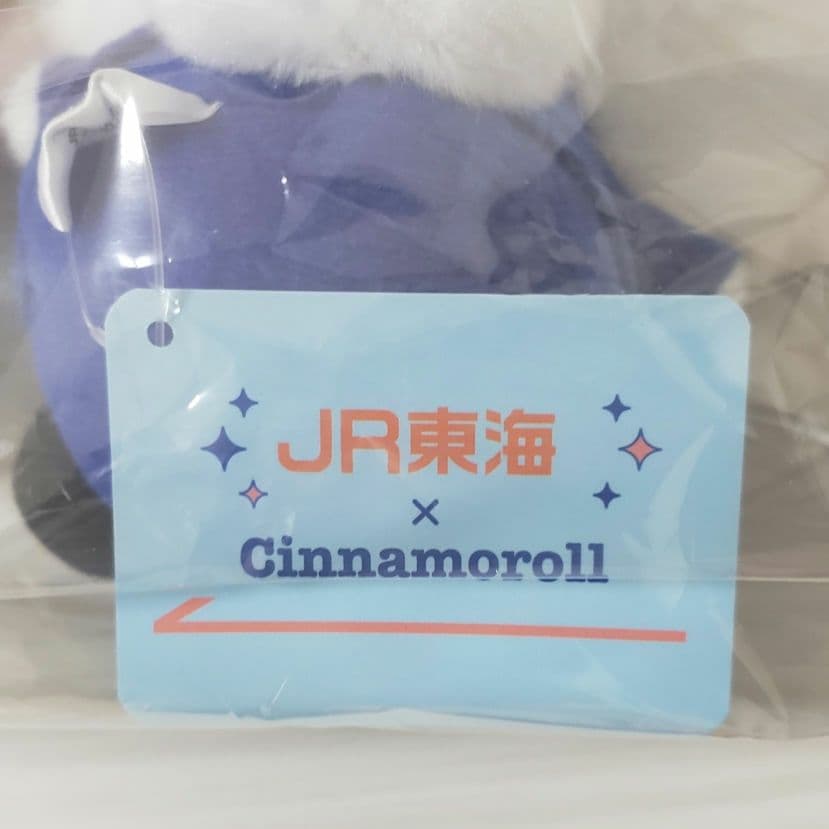 JR東海
×
Cinnamoroll